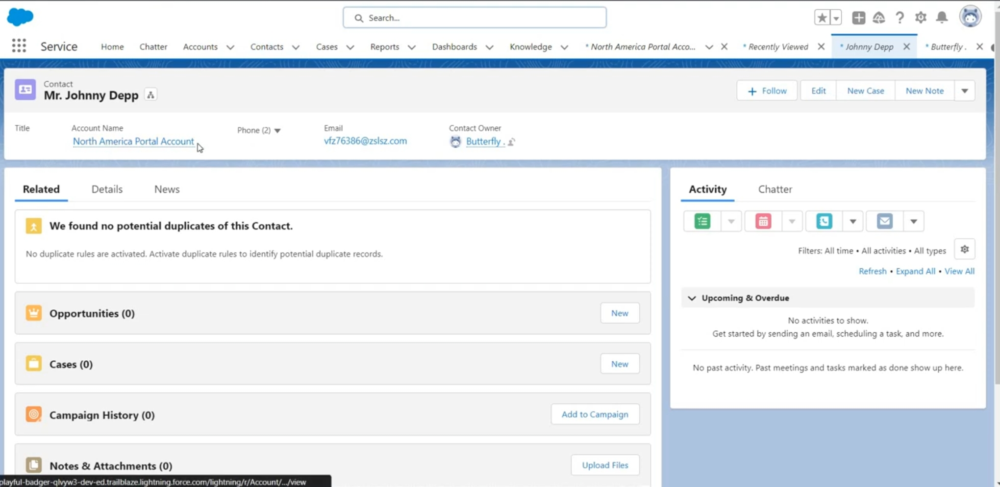 Search...
Service Home Chatter Accounts Contacts Cases Reports Dashboards Knowledge * North America Portal Acco... * Recently Viewed * Johnny Depp * Butterfly .
Contact
Mr. Johnny Depp
Follow Edit New Case New Note
Title
Account Name
North America Portal Account
Phone (2)
Email
vfz76386@zslsz.com
Contact Owner
Butterfly .
Related Details News
We found no potential duplicates of this Contact.
No duplicate rules are activated. Activate duplicate rules to identify potential duplicate records.
Opportunities (0) New
Cases (0) New
Campaign History (0) Add to Campaign
Notes & Attachments (0) Upload Files
Activity Chatter
Filters: All time • All activities • All types
Refresh • Expand All • View All
Upcoming & Overdue
No activities to show.
Get started by sending an email, scheduling a task, and more.
No past activity. Past meetings and tasks marked as done show up here.
playful-badger-qlvyw3-dev-ed.trailblaze.lightning.force.com/lightning/r/Account/.../view